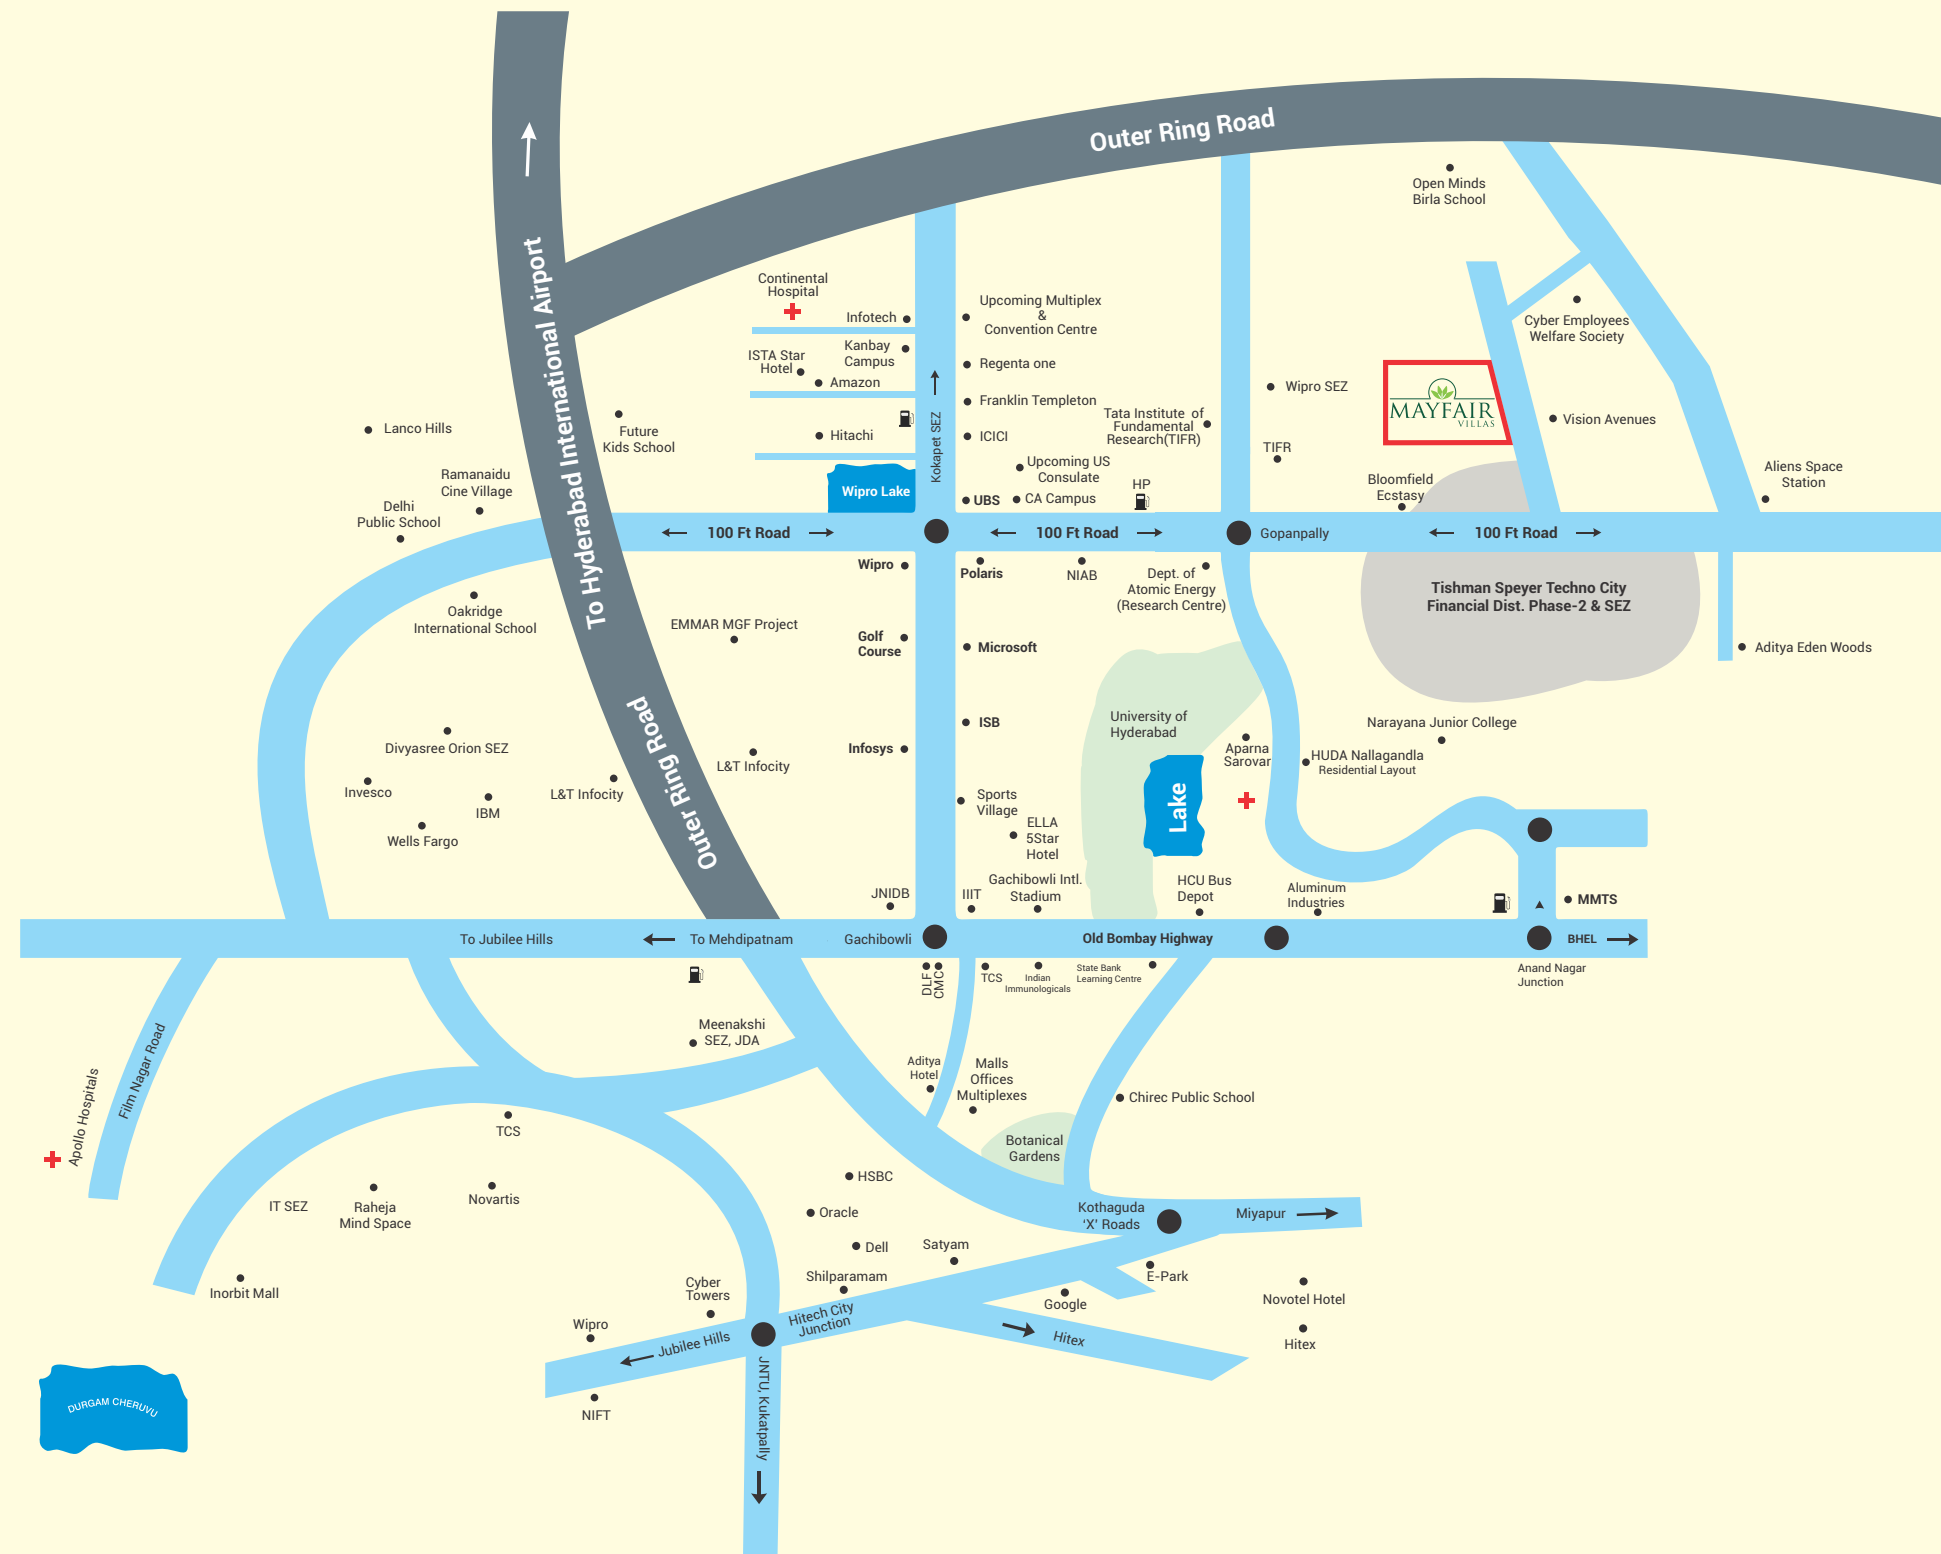 Outer Ring Road
Open Minds
Birla School
To Hyderabad International Airport
Continental
Hospital
Infotech
Upcoming Multiplex
&
Convention Centre
Cyber Employees
Welfare Society
Kanbay
Campus
ISTA Star
Hotel
Amazon
Regenta one
Wipro SEZ
MAYFAIR
VILLAS
Franklin Templeton
Tata Institute of
Fundamental
Research(TIFR)
Vision Avenues
Lanco Hills
Future
Kids School
Hitachi
Kokapet SEZ
ICICI
TIFR
Upcoming US
Consulate
Aliens Space
Station
Ramanaidu
Cine Village
Bloomfield
Ecstasy
HP
Wipro Lake
UBS
CA Campus
Delhi
Public School
100 Ft Road
100 Ft Road
Gopanpally
100 Ft Road
Wipro
Polaris
NIAB
Dept. of
Atomic Energy
(Research Centre)
Tishman Speyer Techno City
Financial Dist. Phase-2 & SEZ
Oakridge
International School
EMMAR MGF Project
Golf
Course
Microsoft
Aditya Eden Woods
Outer Ring Road
University of
Hyderabad
ISB
Narayana Junior College
Divyasree Orion SEZ
Infosys
Aparna
Sarovar
HUDA Nallagandla
Residential Layout
L&T Infocity
Invesco
L&T Infocity
IBM
Wells Fargo
Sports
Village
Lake
ELLA
5Star
Hotel
JNIDB
IIIT
Gachibowli Intl.
Stadium
HCU Bus
Depot
Aluminum
Industries
MMTS
To Jubilee Hills
To Mehdipatnam
Gachibowli
Old Bombay Highway
BHEL
DLF
CMC
TCS
Indian
Immunologicals
State Bank
Learning Centre
Anand Nagar
Junction
Meenakshi
SEZ, JDA
Film Nagar Road
Apollo Hospitals
Aditya
Hotel
Malls
Offices
Multiplexes
Chirec Public School
TCS
Botanical
Gardens
HSBC
IT SEZ
Raheja
Mind Space
Novartis
Oracle
Kothaguda
‘X’ Roads
Miyapur
Dell
Satyam
Inorbit Mall
Cyber
Towers
Shilparamam
E-Park
Google
Novotel Hotel
Wipro
Hitech City
Junction
Jubilee Hills
Hitex
Hitex
JNTU, Kukatpally
NIFT
DURGAM CHERUVU